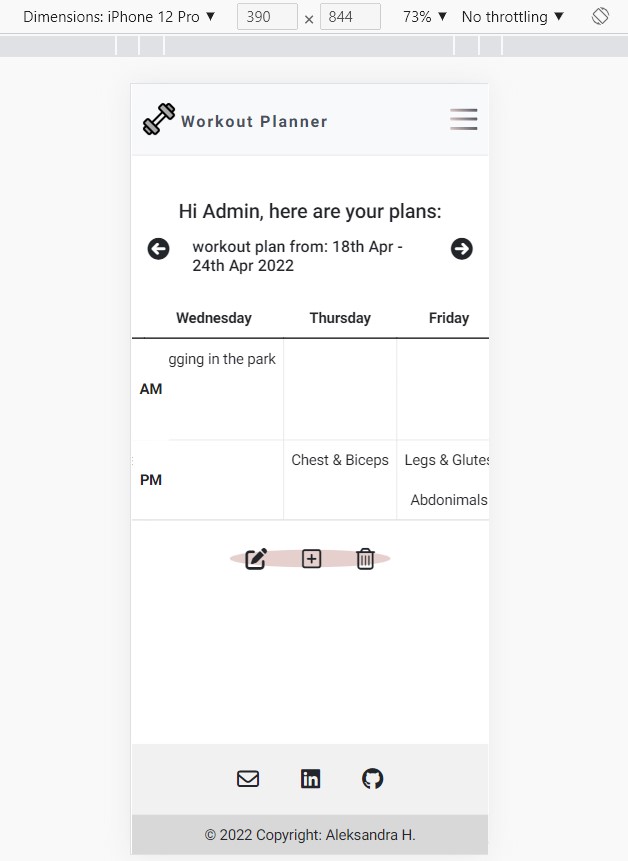 Dimensions: iPhone 12 Pro ▼ 390 × 844 73% ▼ No throttling ▼
Workout Planner
Hi Admin, here are your plans:
workout plan from: 18th Apr -
24th Apr 2022
Wednesday Thursday Friday
gging in the park
AM
Chest & Biceps Legs & Glutes
PM
Abdonimals
© 2022 Copyright: Aleksandra H.